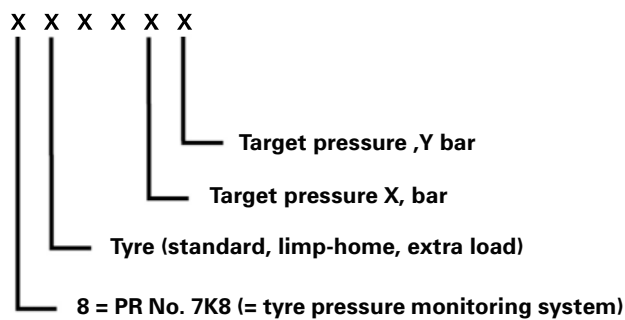 X X X X X X
Target pressure ,Y bar
Target pressure X, bar
Tyre (standard, limp-home, extra load)
8 = PR No. 7K8 (= tyre pressure monitoring system)